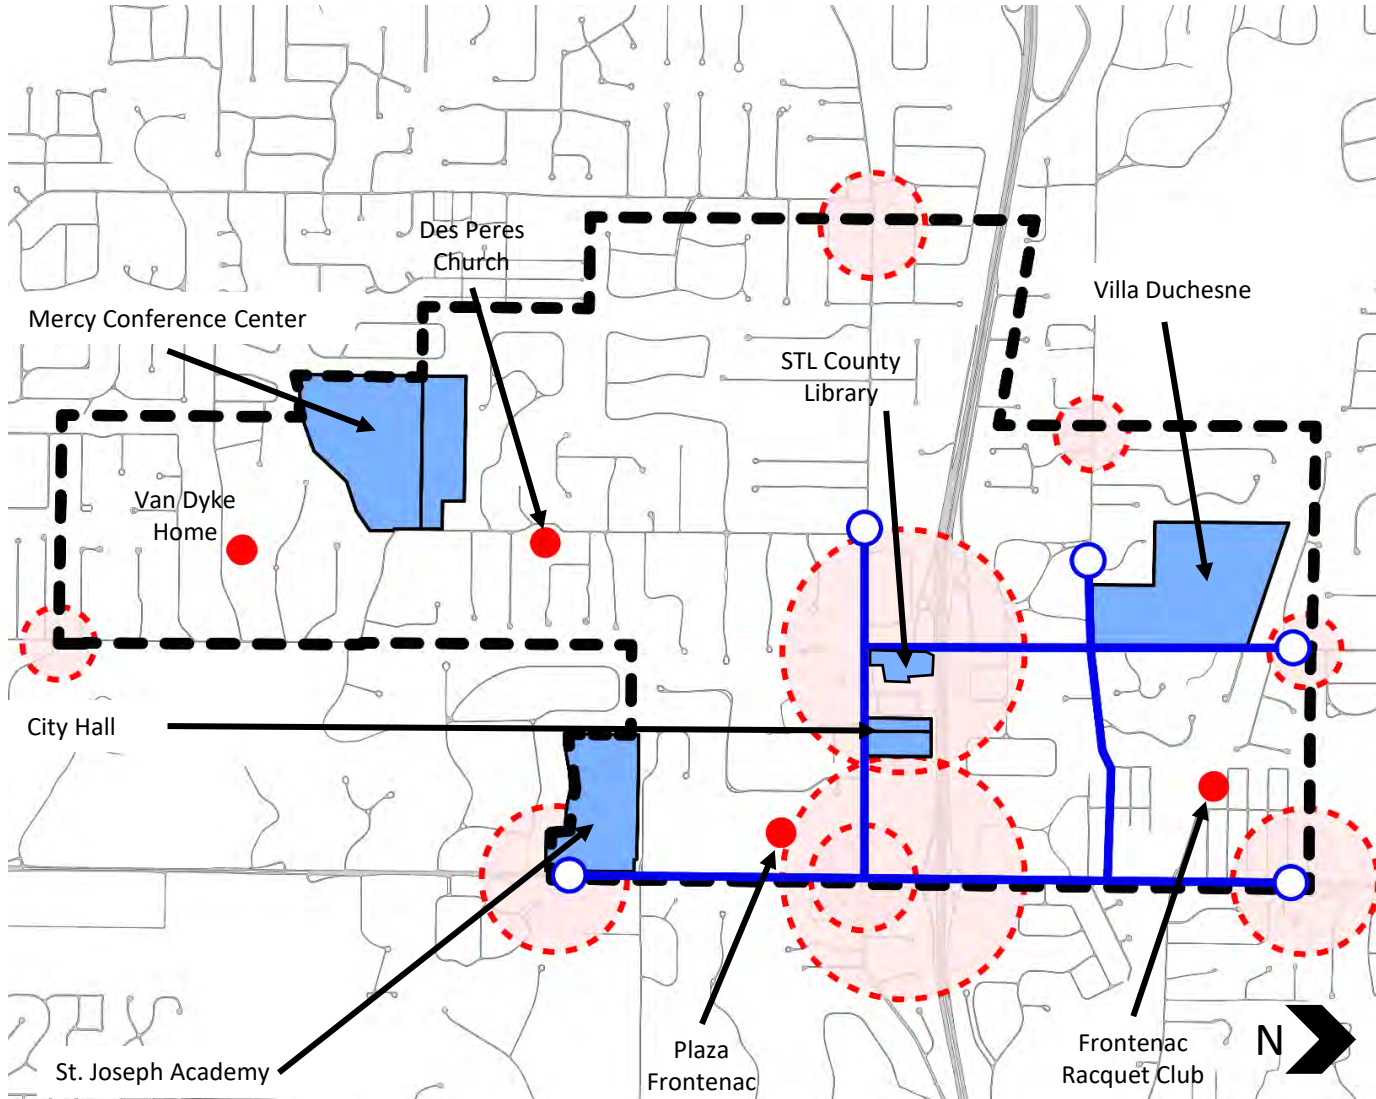 Des Peres
Church
Mercy Conference Center
Villa Duchesne
STL County
Library
Van Dyke
Home
City Hall
St. Joseph Academy
Plaza
Frontenac
Frontenac
Racquet Club
N